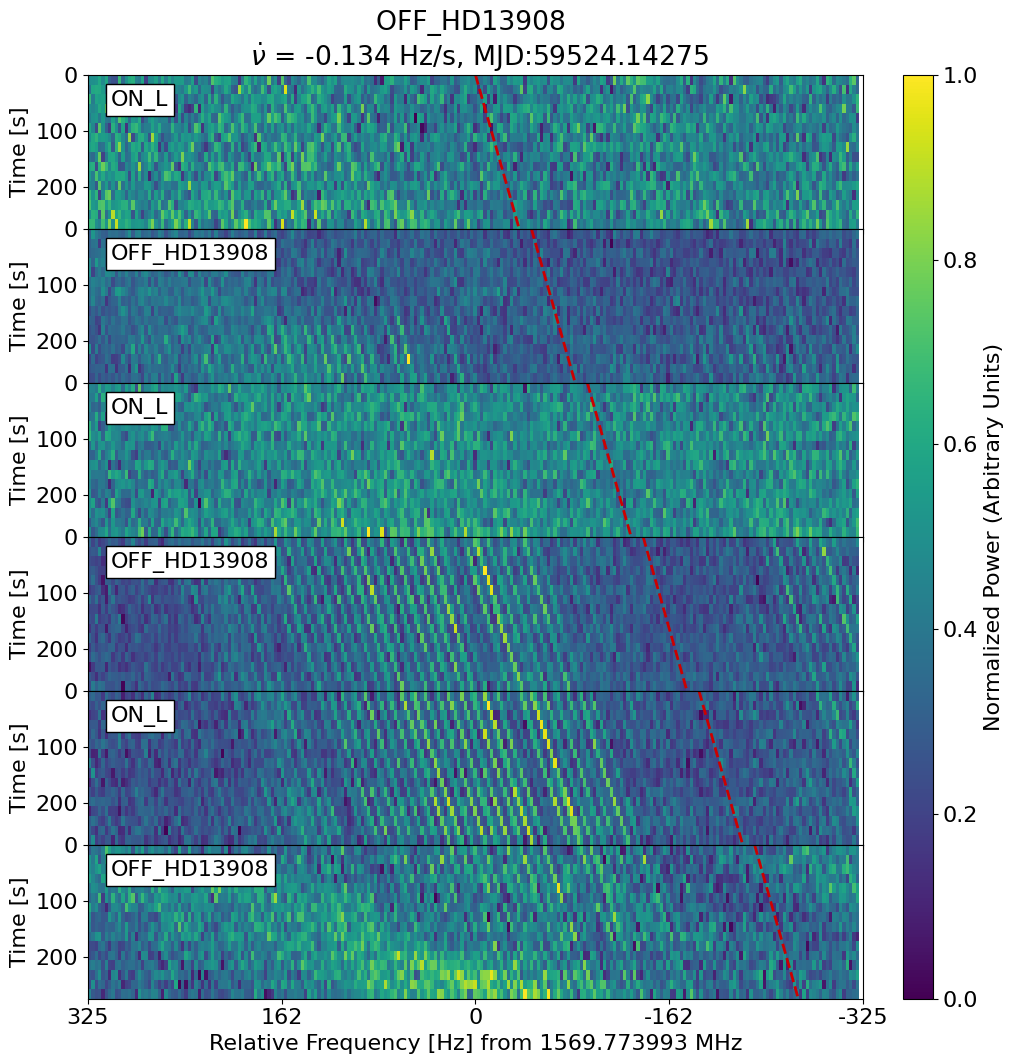 OFF_HD13908
ν̇ = -0.134 Hz/s, MJD:59524.14275
0
ON_L
100
200
Time [s]
0
OFF_HD13908
100
200
Time [s]
0
ON_L
100
200
Time [s]
0
OFF_HD13908
100
200
Time [s]
0
ON_L
100
200
Time [s]
0
OFF_HD13908
100
200
Time [s]
325 162 0 -162 -325
Relative Frequency [Hz] from 1569.773993 MHz
1.0
0.8
0.6
0.4
0.2
0.0
Normalized Power (Arbitrary Units)